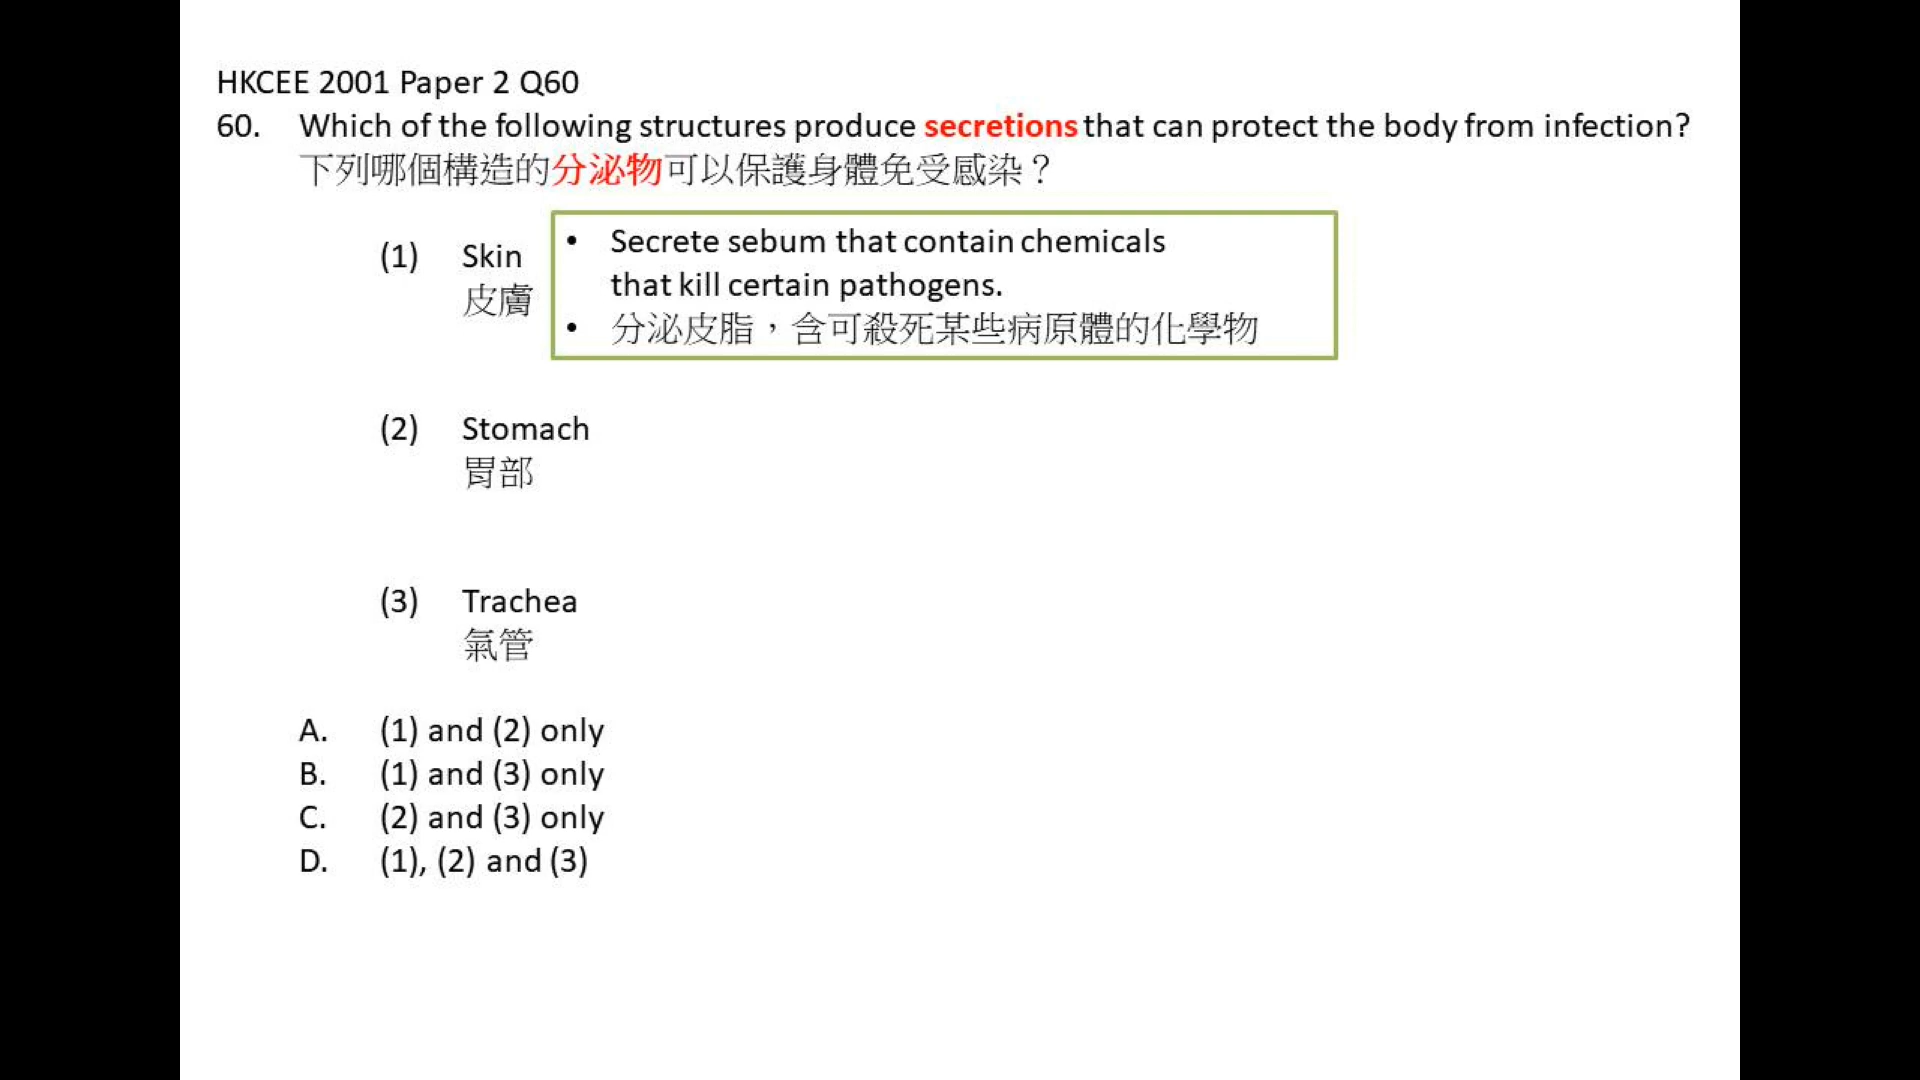 HKCEE 2001 Paper 2 Q60
60. Which of the following structures produce secretions that can protect the body from infection?
下列哪個構造的分泌物可以保護身體免受感染？
(1) Skin
皮膚
• Secrete sebum that contain chemicals
that kill certain pathogens.
• 分泌皮脂，含可殺死某些病原體的化學物
(2) Stomach
胃部
(3) Trachea
氣管
A. (1) and (2) only
B. (1) and (3) only
C. (2) and (3) only
D. (1), (2) and (3)